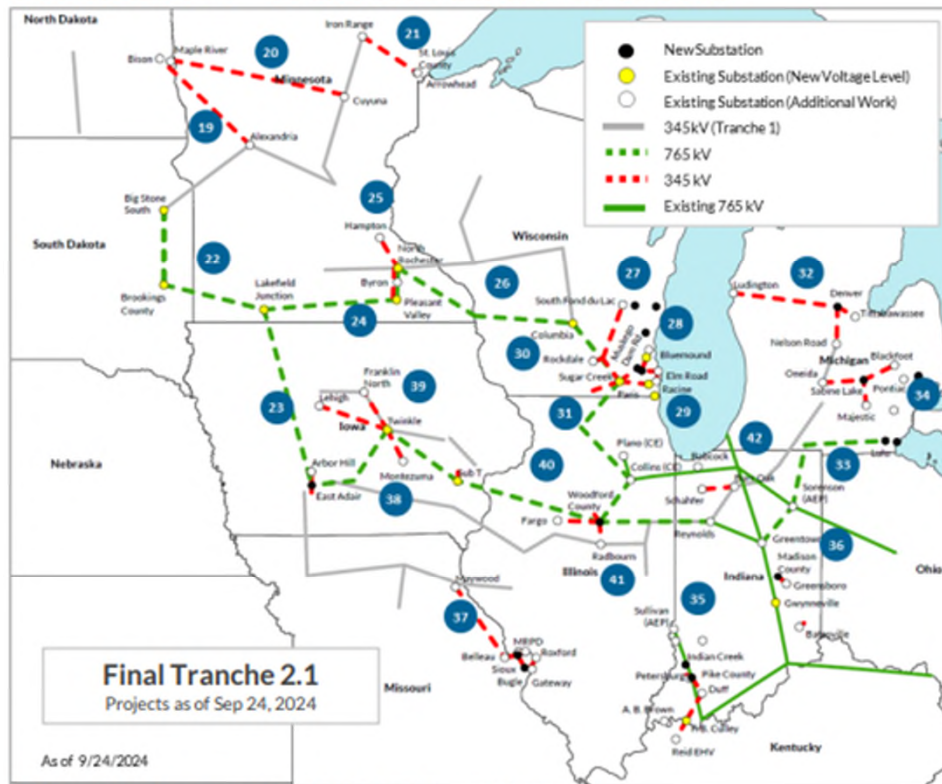 North Dakota
Iron Range
21
20
Maple River
Bison
St. Louis
County
Arrowhead
Minnesota
Cuyuna
19
Alexandria
New Substation
Existing Substation (New Voltage Level)
Existing Substation (Additional Work)
345kV (Tranche 1)
765 kV
345 kV
Existing 765 kV
Big Stone
South
25
Hampton
North
Rochester
Wisconsin
South Dakota
22
Byron
26
27
32
Brookings
County
Lakefield
Junction
Pleasant
Valley
24
South Fond du Lac
Ludington
Denver
Tittabawassee
28
Columbia
Nelson Road
30
Rockdale
Bluemound
Michigan
Blackfoot
Sugar Creek
Elm Road
Oneida
Sabine Lake
Pontiac
Paris
Racine
34
Franklin
North
39
Majestic
23
Lehigh
31
29
Iowa
Twinkle
42
Plano (CE)
Babcock
33
Nebraska
Arbor Hill
Montezuma
Sub T
40
Collins (CE)
Lulu
East Adair
38
Woodford
County
Schahfer
Sorenson
(AEP)
Fargo
Reynolds
Greentown
36
Radbourn
Madison
County
Ohio
Illinois
41
Indiana
Greensboro
Maywood
35
Gwynneville
37
Sullivan
(AEP)
Batesville
MRPD
Belleau
Roxford
Indian Creek
Sioux
Petersburg
Pike County
Bugle
Gateway
Duff
Final Tranche 2.1
Projects as of Sep 24, 2024
Missouri
A. B. Brown
Culley
Reid EHV
Kentucky
As of 9/24/2024